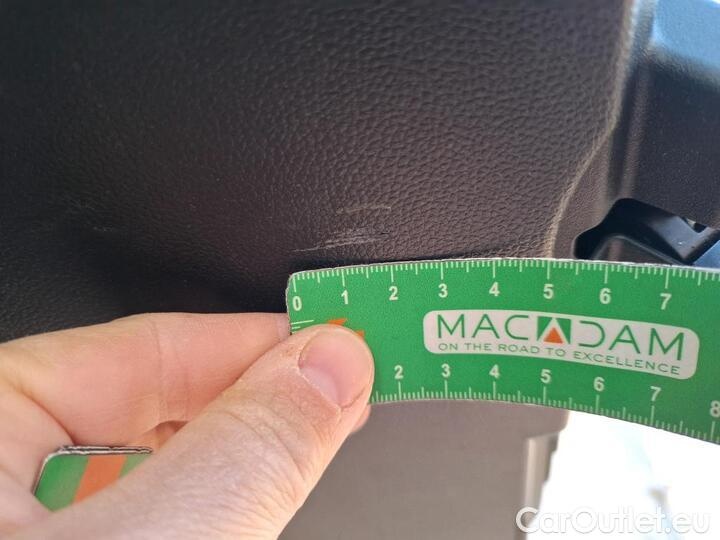 0 1 2 3 4 5 6 7
MACADAM
ON THE ROAD TO EXCELLENCE
2 3 4 5 6 7 8
CarOutlet.eu